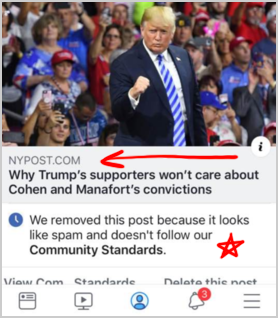 NYPOST.COM
Why Trump's supporters won't care about
Cohen and Manafort's convictions
We removed this post because it looks
like spam and doesn't follow our
Community Standards.
View Com Standards Delete this post
3